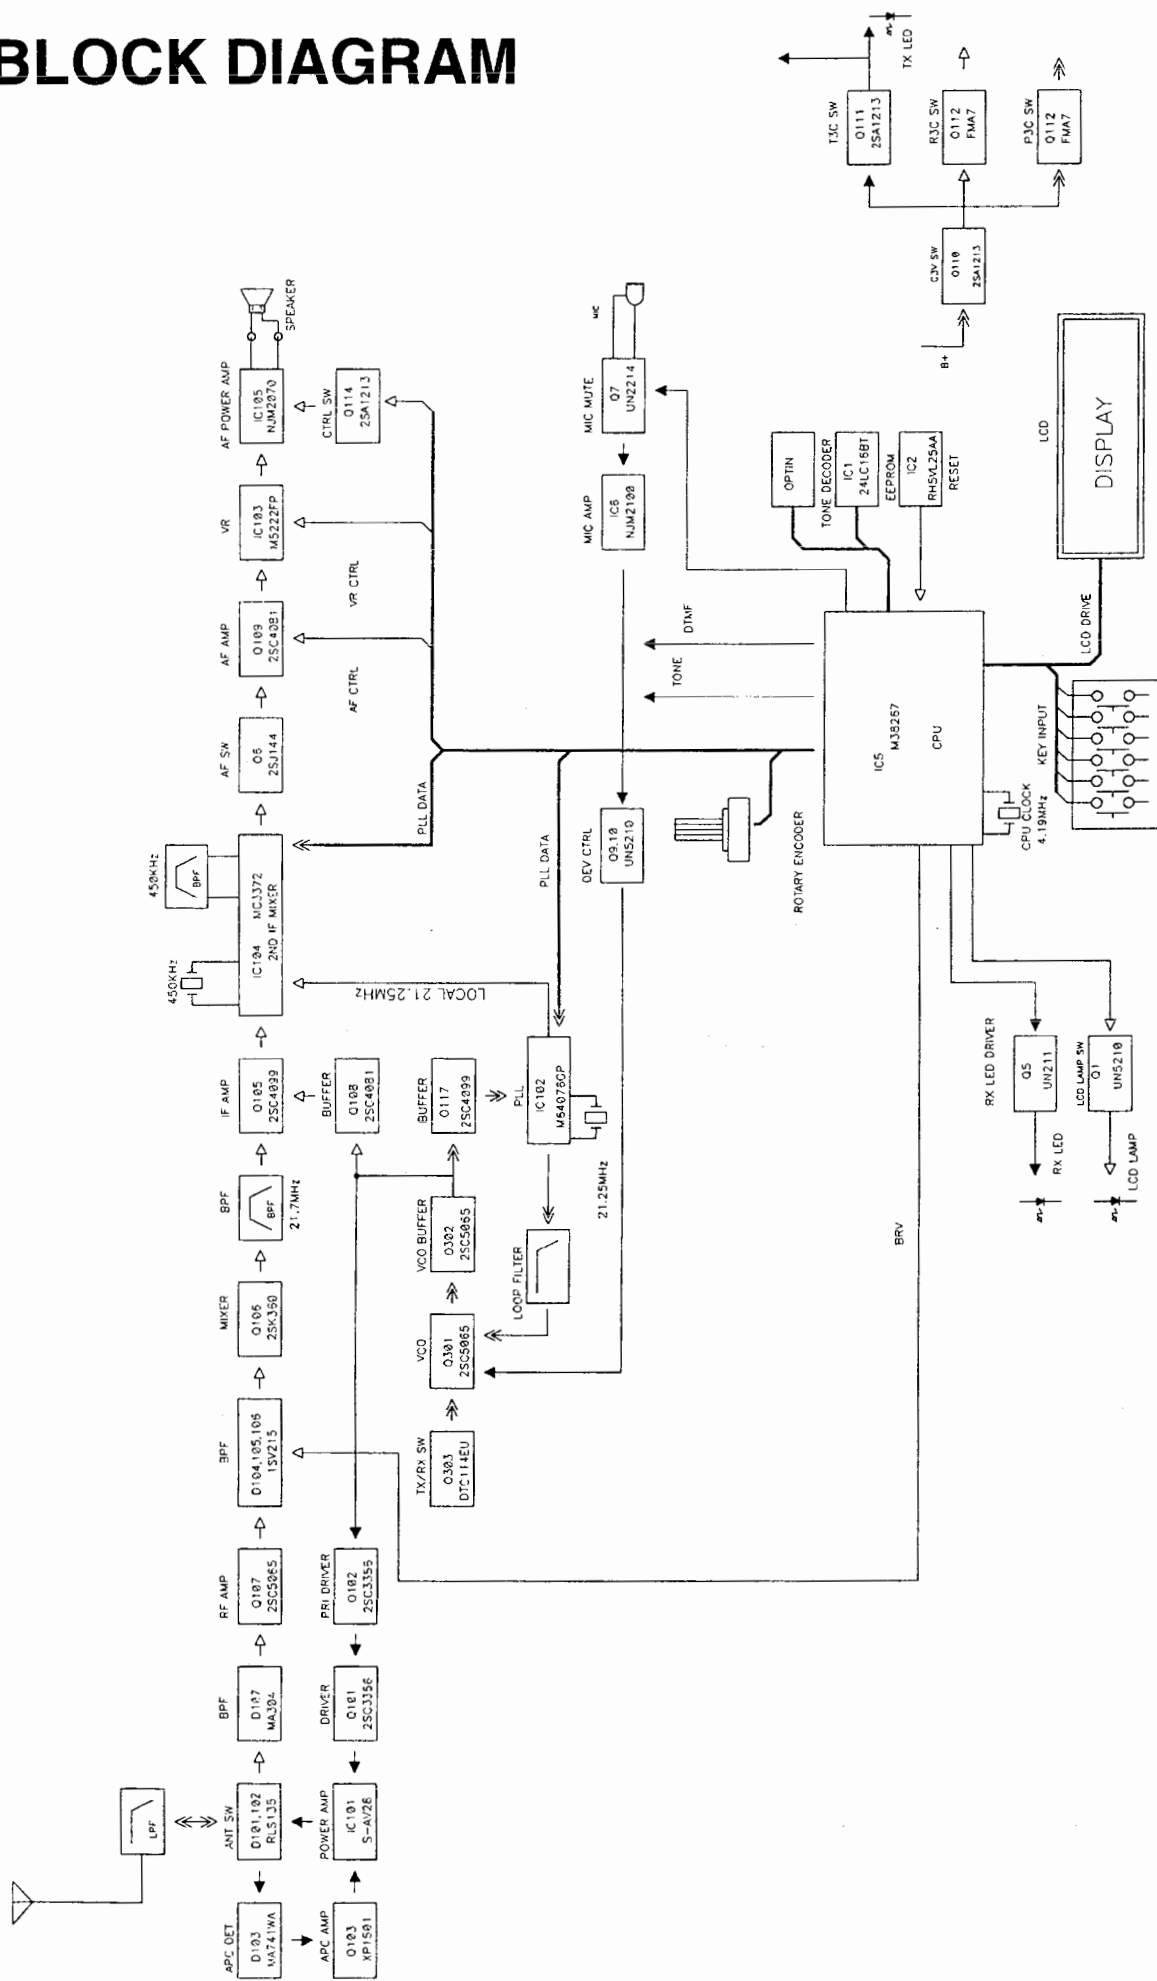 BLOCK DIAGRAM
LPF
APC DET
D103
MA741WA
ANT SW
D101,102
RLS135
BPF
D107
MA304
RF AMP
Q107
2SC5065
BPF
D104,105,106
1SV215
MIXER
Q106
2SK360
BPF
BPF
21.7MHz
IF AMP
Q105
2SC4099
450KHz
450KHz
BPF
IC104 MC3372
2ND IF MIXER
AF SW
Q6
2SJ144
AF AMP
Q109
2SC4081
VR
IC103
M5222FP
AF POWER AMP
IC105
NJM2070
SPEAKER
APC AMP
Q103
XP1501
POWER AMP
IC101
S-AV28
DRIVER
Q101
2SC3356
PRI DRIVER
Q102
2SC3356
BUFFER
Q108
2SC4081
CTRL SW
Q114
2SA1213
PLL DATA
AF CTRL
VR CTRL
TX/RX SW
Q303
DTC114EU
VCO
Q301
2SC5065
VCO BUFFER
Q302
2SC5065
BUFFER
Q117
2SC4099
LOCAL 21.25MHz
LOOP FILTER
PLL
IC102
M64076GP
21.25MHz
PLL DATA
DEV CTRL
Q9,10
UN5210
MIC AMP
IC6
NJM2100
MIC MUTE
Q7
UN2214
MIC
TONE
DTMF
ROTARY ENCODER
OPTIN
TONE DECODER
IC1
24LC16BT
EEPROM
IC2
RH5VL25AA
RESET
IC5
M38267
CPU
BRV
CPU CLOCK
4.19MHz
KEY INPUT
LCD DRIVE
LCD
DISPLAY
RX LED DRIVER
Q5
UN211
RX LED
LCD LAMP SW
Q1
UN5210
LCD LAMP
B+
C3V SW
Q110
2SA1213
T3C SW
Q111
2SA1213
TX LED
R3C SW
Q112
FMA7
P3C SW
Q112
FMA7